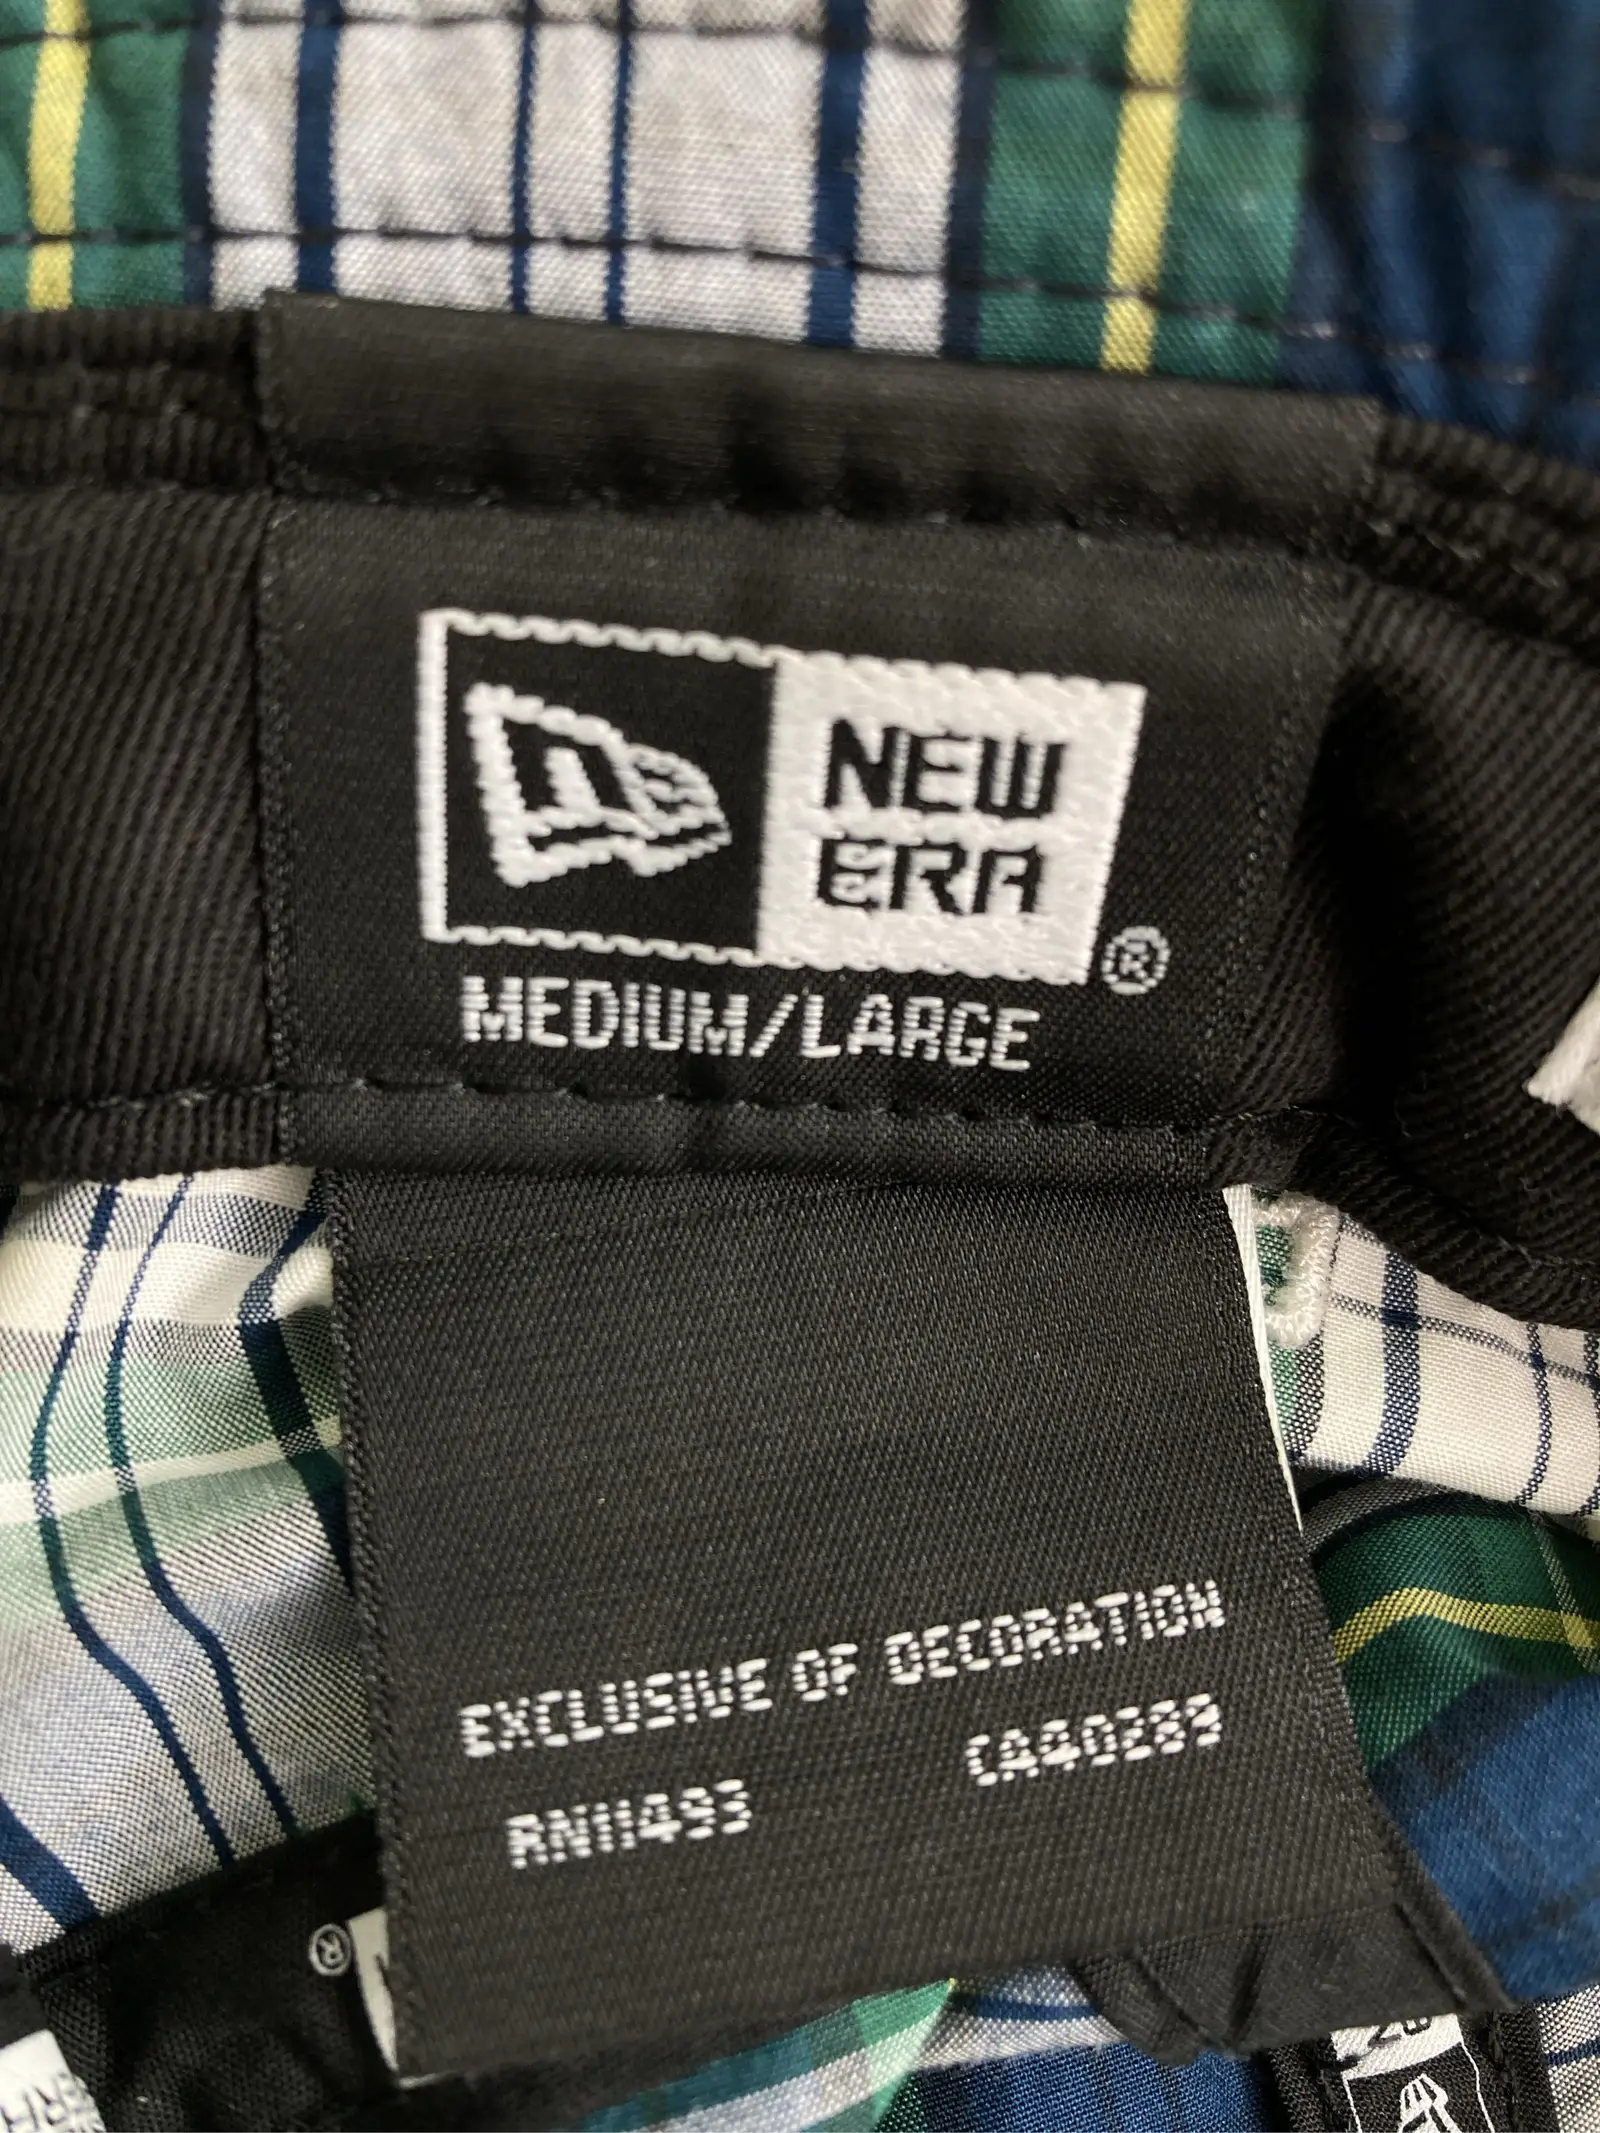 NEW
ERA
®
MEDIUM/LARGE
EXCLUSIVE OF DECORATION
CA40289
RN11493
®